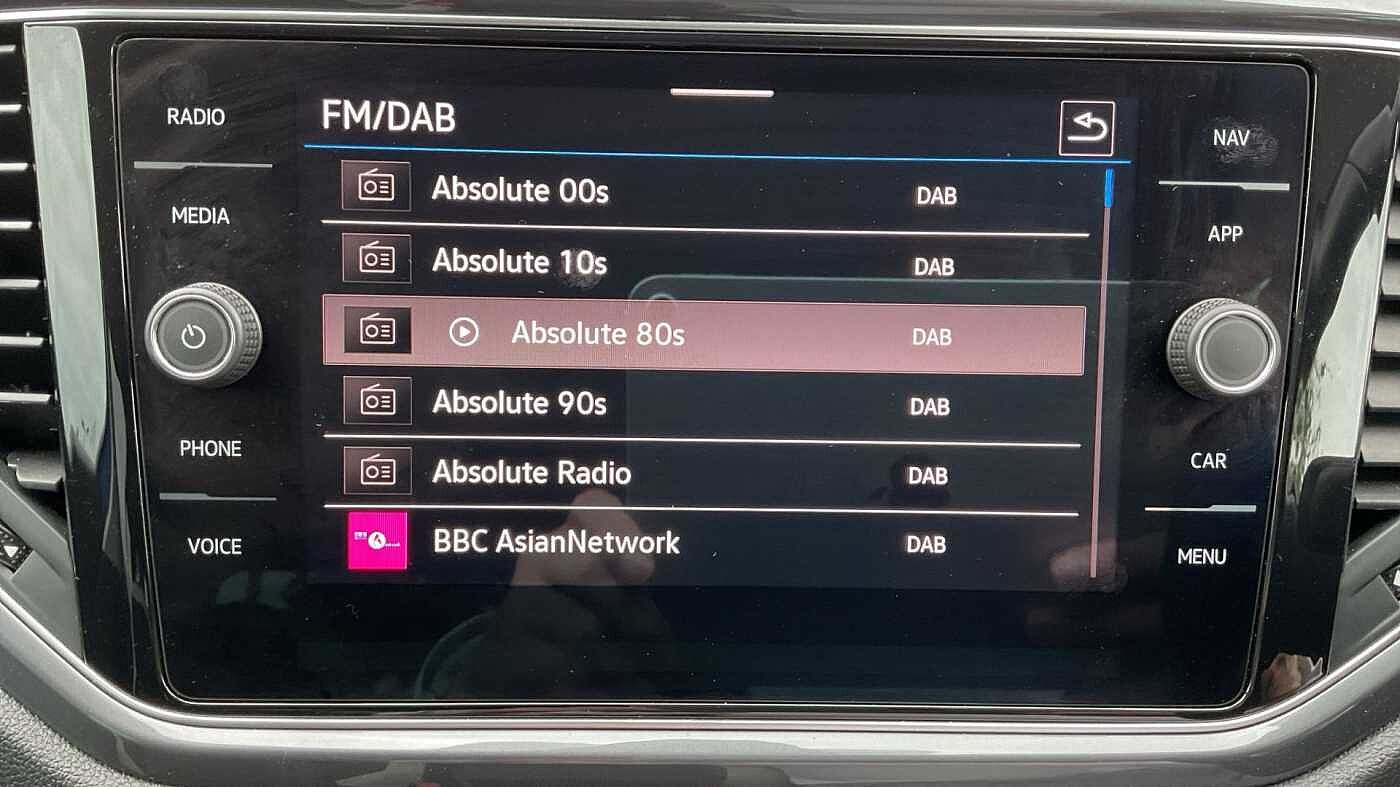 RADIO
MEDIA
PHONE
VOICE
FM/DAB
Absolute 00s DAB
Absolute 10s DAB
Absolute 80s DAB
Absolute 90s DAB
Absolute Radio DAB
BBC AsianNetwork DAB
NAV
APP
CAR
MENU